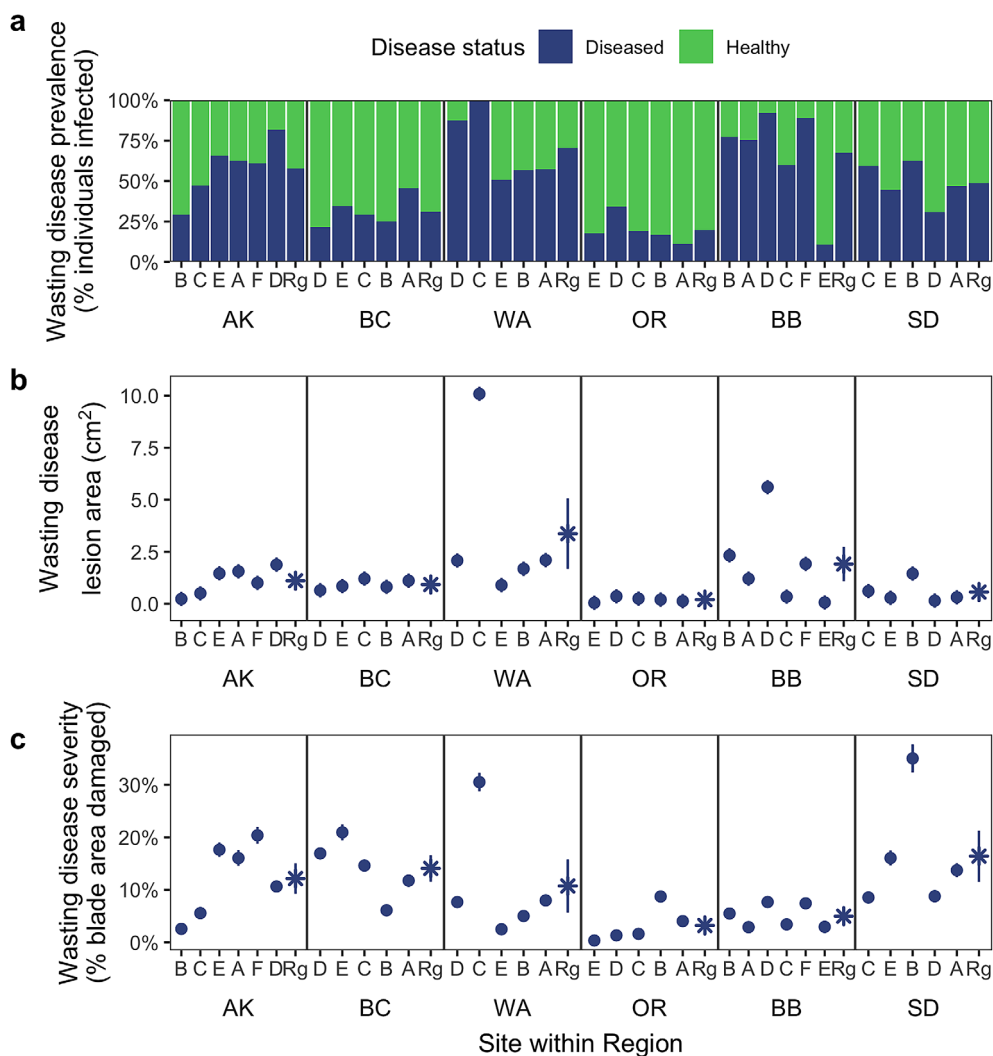 a
Disease status Diseased Healthy
Wasting disease prevalence
(% individuals infected)
100%
75%
50%
25%
0%
B C E A F D Rg D E C B A Rg D C E B A Rg E D C B A Rg B A D C F E Rg C E B D A Rg
AK BC WA OR BB SD
b
Wasting disease
lesion area (cm²)
10.0
7.5
5.0
2.5
0.0
B C E A F D Rg D E C B A Rg D C E B A Rg E D C B A Rg B A D C F E Rg C E B D A Rg
AK BC WA OR BB SD
c
Wasting disease severity
(% blade area damaged)
30%
20%
10%
0%
B C E A F D Rg D E C B A Rg D C E B A Rg E D C B A Rg B A D C F E Rg C E B D A Rg
AK BC WA OR BB SD
Site within Region